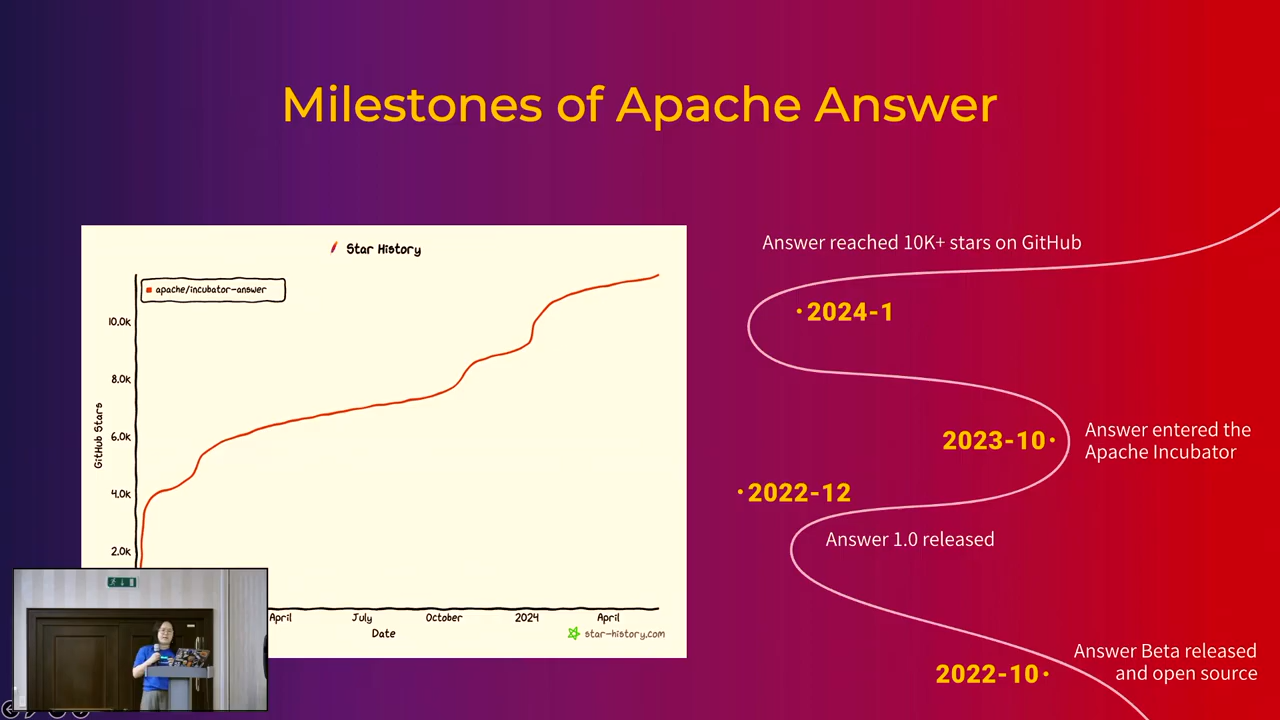 Milestones of Apache Answer
Star History
apache/incubator-answer
10.0K
8.0K
6.0K
4.0K
2.0K
GitHub Stars
April
July
October
2024
April
Date
star-history.com
Answer reached 10K+ stars on GitHub
2024-1
2023-10
Answer entered the
Apache Incubator
2022-12
Answer 1.0 released
Answer Beta released
and open source
2022-10